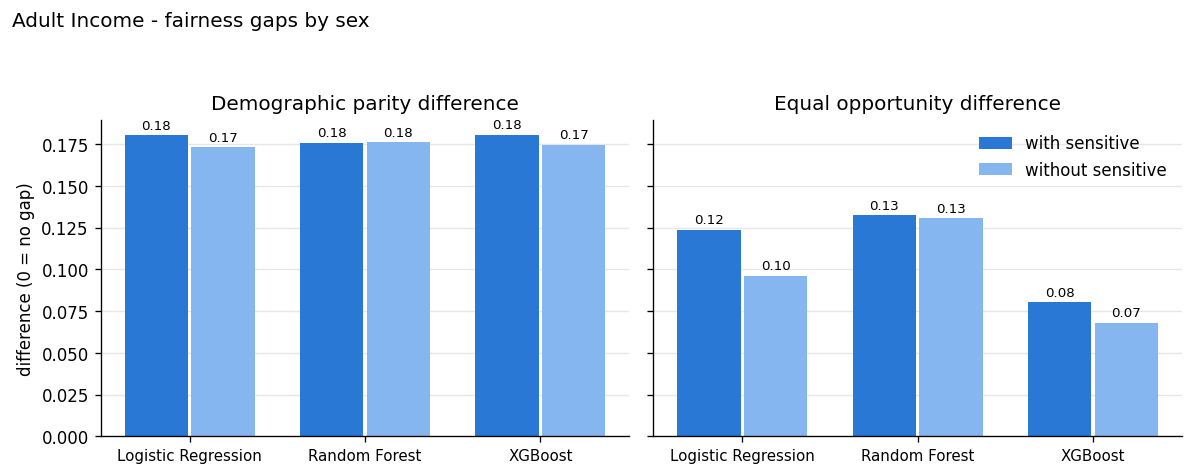 Adult Income - fairness gaps by sex
Demographic parity difference
Equal opportunity difference
difference (0 = no gap)
0.175
0.150
0.125
0.100
0.075
0.050
0.025
0.000
0.18
0.17
0.18
0.18
0.18
0.17
Logistic Regression
Random Forest
XGBoost
with sensitive
without sensitive
0.12
0.10
0.13
0.13
0.08
0.07
Logistic Regression
Random Forest
XGBoost